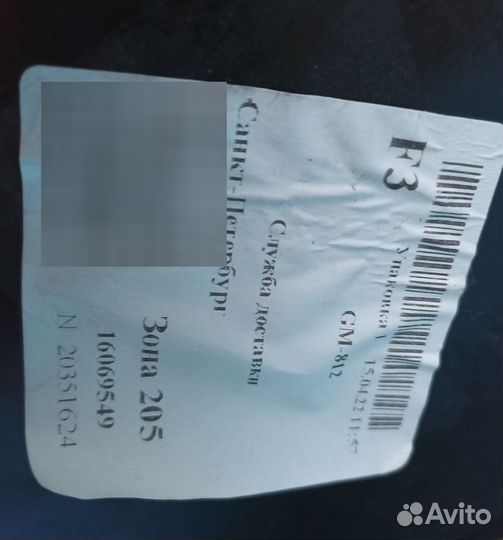 F3
Упаковка 1 15.04.22 11:57
GM-812
Служба доставки
Санкт-Петербург
Зона 205
16069549
N 20351624
Avito